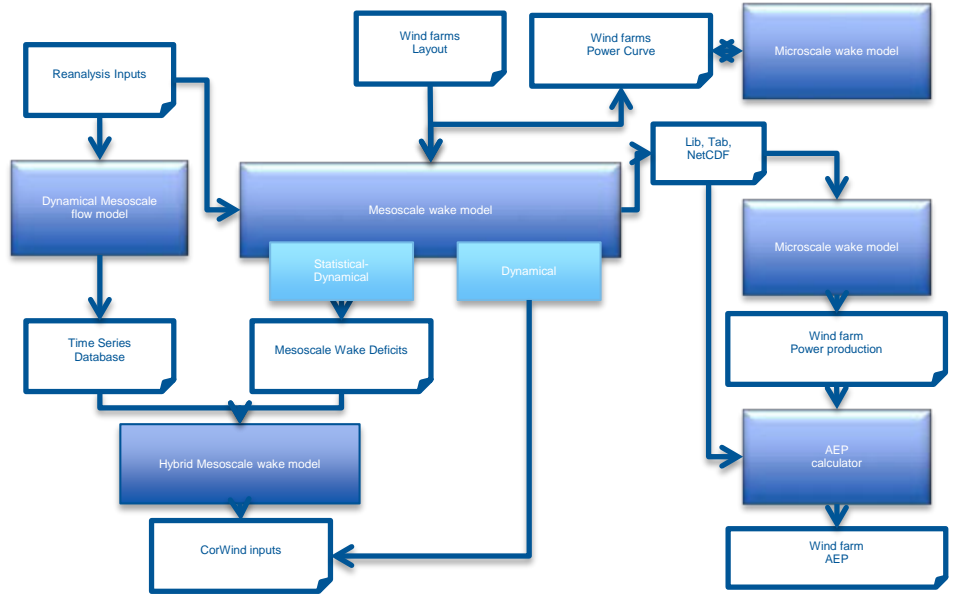 Wind farms
Layout
Wind farms
Power Curve
Microscale wake model
Reanalysis Inputs
Lib, Tab,
NetCDF
Dynamical Mesoscale
flow model
Mesoscale wake model
Microscale wake model
Statistical-
Dynamical
Dynamical
Time Series
Database
Mesoscale Wake Deficits
Wind farm
Power production
Hybrid Mesoscale wake model
AEP
calculator
CorWind inputs
Wind farm
AEP